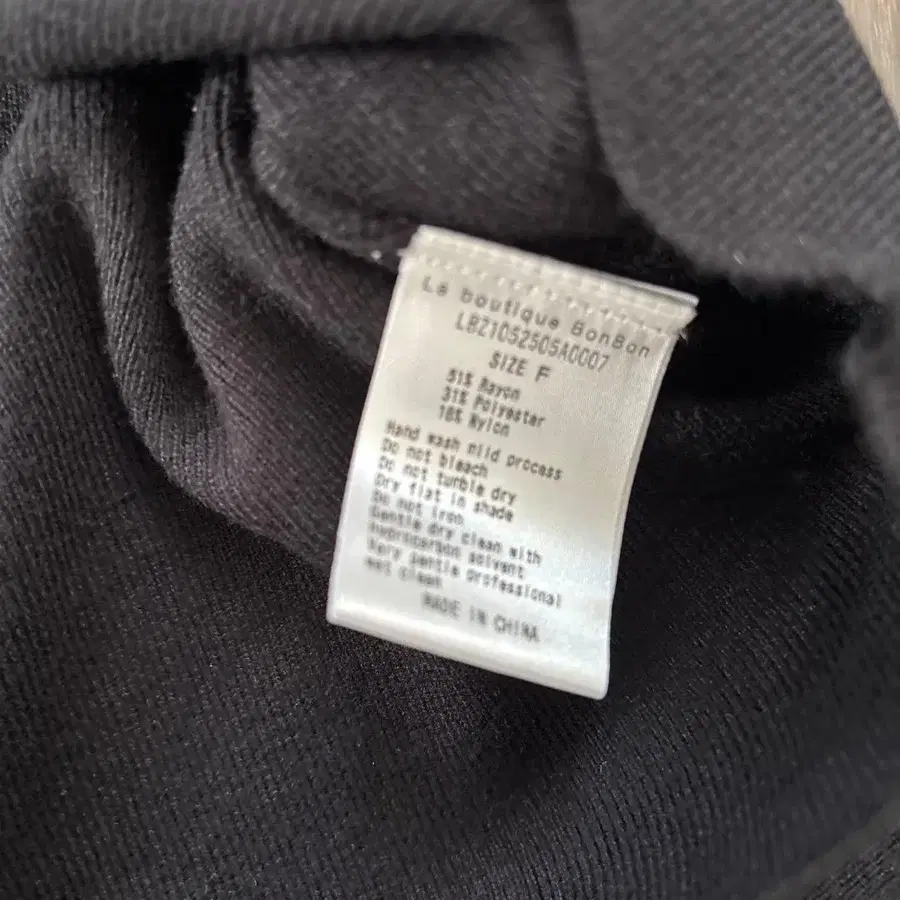 Le boutique BonBon
LBZ1052505A0007
SIZE F
51% Rayon
31% Polyester
18% Nylon
Hand wash mild process
Do not bleach
Do not tumble dry
Dry flat in shade
Do not iron
Gentle dry clean with
hydrocarbon solvent
Very gentle professional
wet clean
MADE IN CHINA